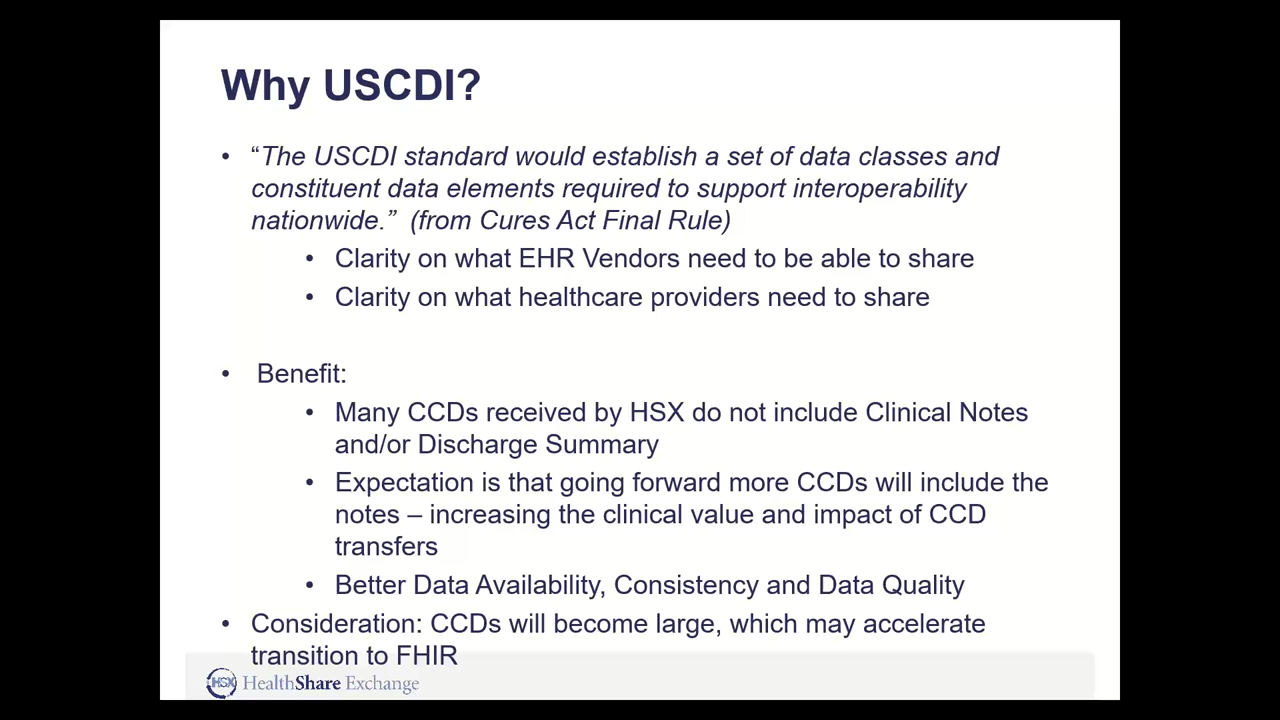 Why USCDI?
• “The USCDI standard would establish a set of data classes and
constituent data elements required to support interoperability
nationwide.” (from Cures Act Final Rule)
• Clarity on what EHR Vendors need to be able to share
• Clarity on what healthcare providers need to share
• Benefit:
• Many CCDs received by HSX do not include Clinical Notes
and/or Discharge Summary
• Expectation is that going forward more CCDs will include the
notes – increasing the clinical value and impact of CCD
transfers
• Better Data Availability, Consistency and Data Quality
• Consideration: CCDs will become large, which may accelerate
transition to FHIR
HSX HealthShare Exchange